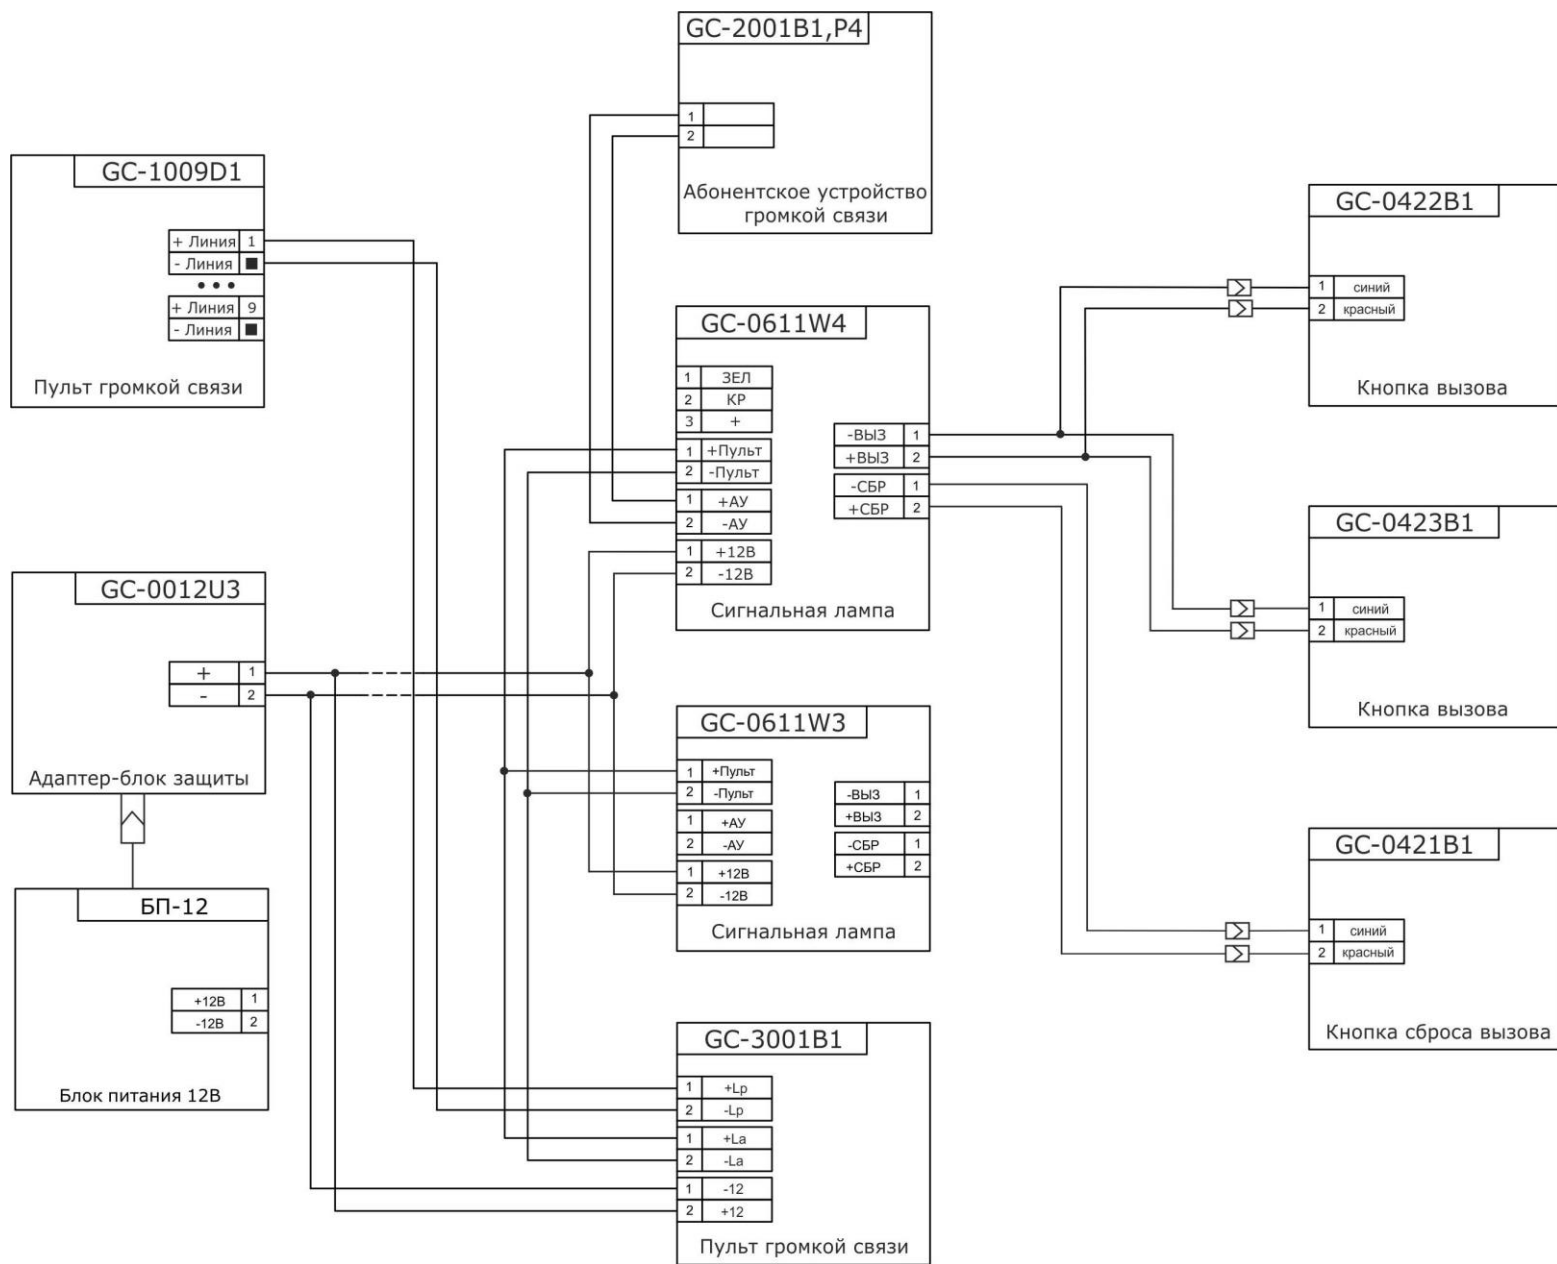 GC-2001B1,P4
1
2
Абонентское устройство
громкой связи
GC-1009D1
+ Линия 1
- Линия ■
• • •
+ Линия 9
- Линия ■
Пульт громкой связи
GC-0611W4
1 ЗЕЛ
2 КР
3 +
1 +Пульт
2 -Пульт
1 +АУ
2 -АУ
1 +12В
2 -12В
-ВЫЗ 1
+ВЫЗ 2
-СБР 1
+СБР 2
Сигнальная лампа
GC-0422B1
1 синий
2 красный
Кнопка вызова
GC-0423B1
1 синий
2 красный
Кнопка вызова
GC-0012U3
+ 1
- 2
Адаптер-блок защиты
GC-0611W3
1 +Пульт
2 -Пульт
1 +АУ
2 -АУ
1 +12В
2 -12В
-ВЫЗ 1
+ВЫЗ 2
-СБР 1
+СБР 2
Сигнальная лампа
GC-0421B1
1 синий
2 красный
Кнопка сброса вызова
БП-12
+12В 1
-12В 2
Блок питания 12В
GC-3001B1
1 +Lp
2 -Lp
1 +La
2 -La
1 -12
2 +12
Пульт громкой связи